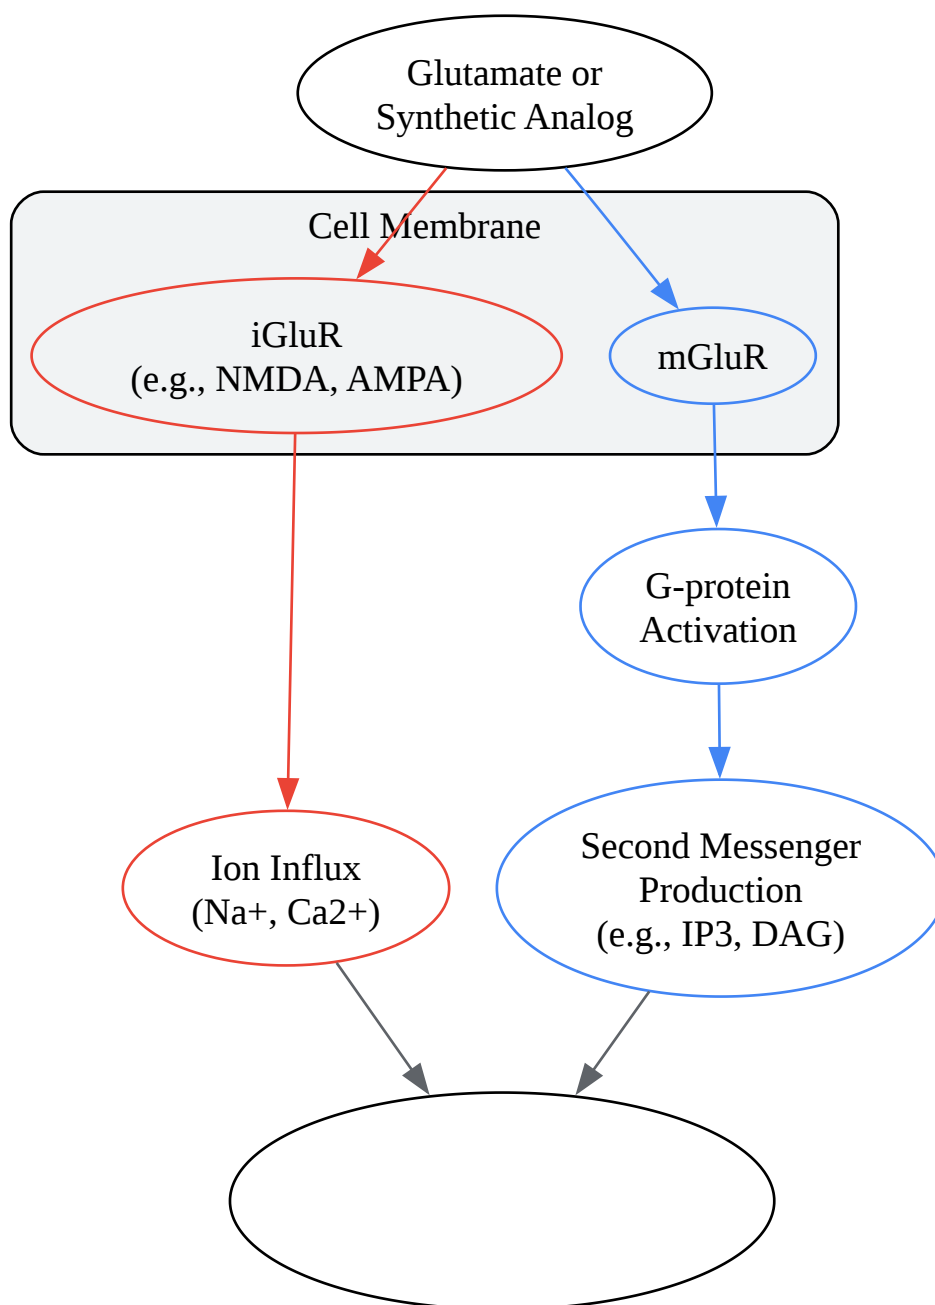 Glutamate or
Synthetic Analog
Cell Membrane
iGluR
(e.g., NMDA, AMPA)
mGluR
G-protein
Activation
Ion Influx
(Na+, Ca2+)
Second Messenger
Production
(e.g., IP3, DAG)